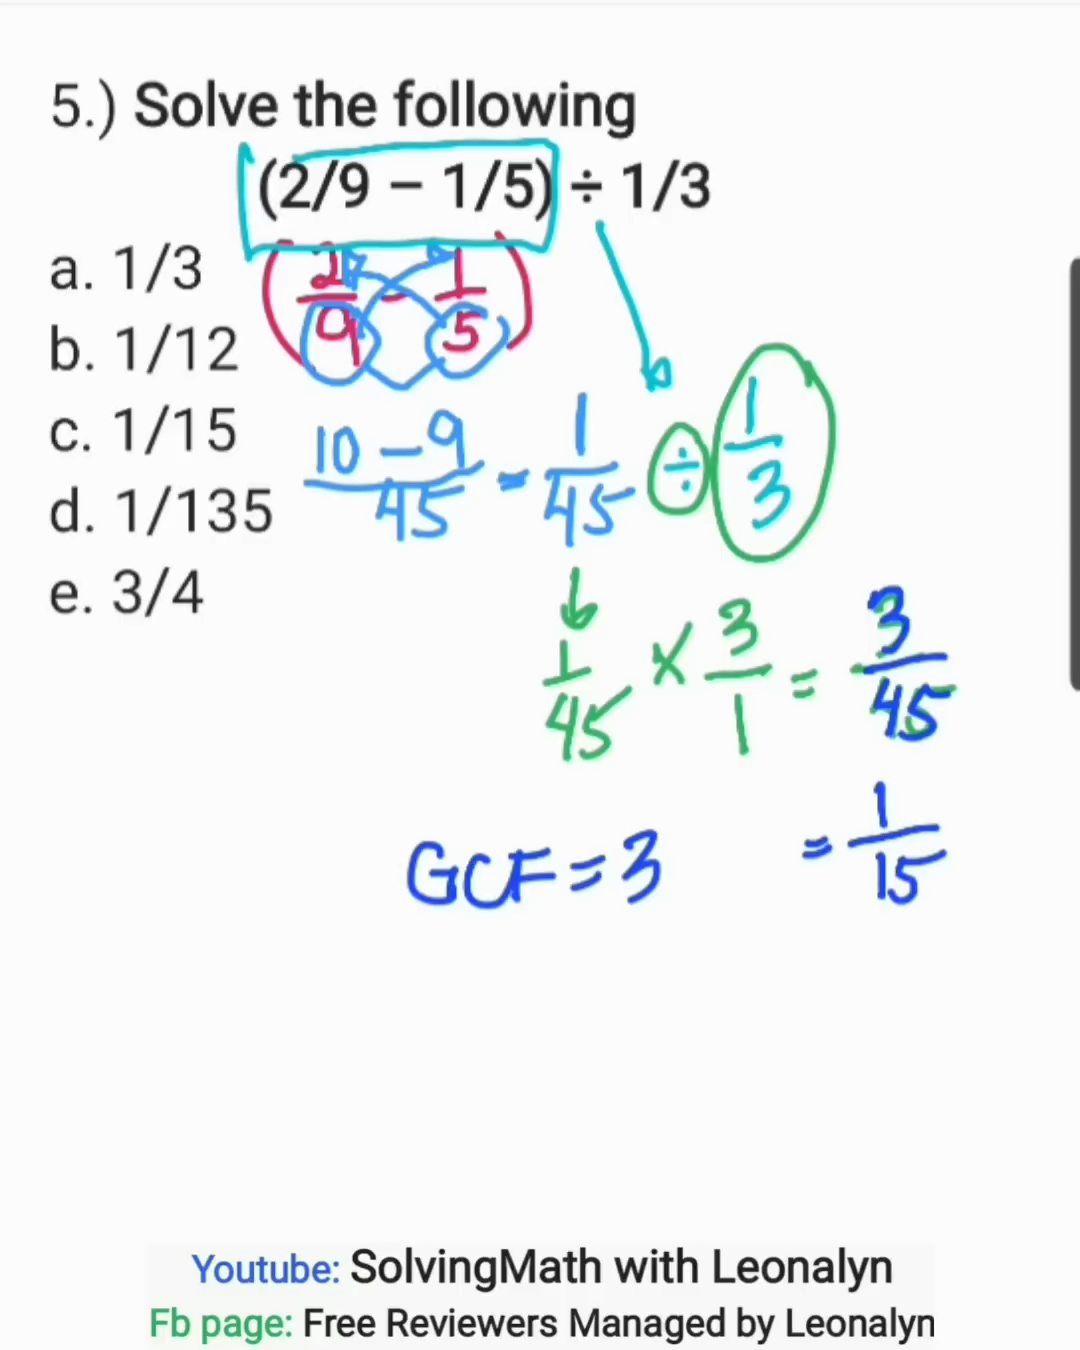 5.) Solve the following
(2/9 – 1/5) ÷ 1/3
a. 1/3
b. 1/12
c. 1/15
d. 1/135
e. 3/4
(2/9 - 1/5)
10 - 9/45 = 1/45 ÷ 1/3
1/45 × 3/1 = 3/45
GCF = 3 = 1/15
Youtube: SolvingMath with Leonalyn
Fb page: Free Reviewers Managed by Leonalyn